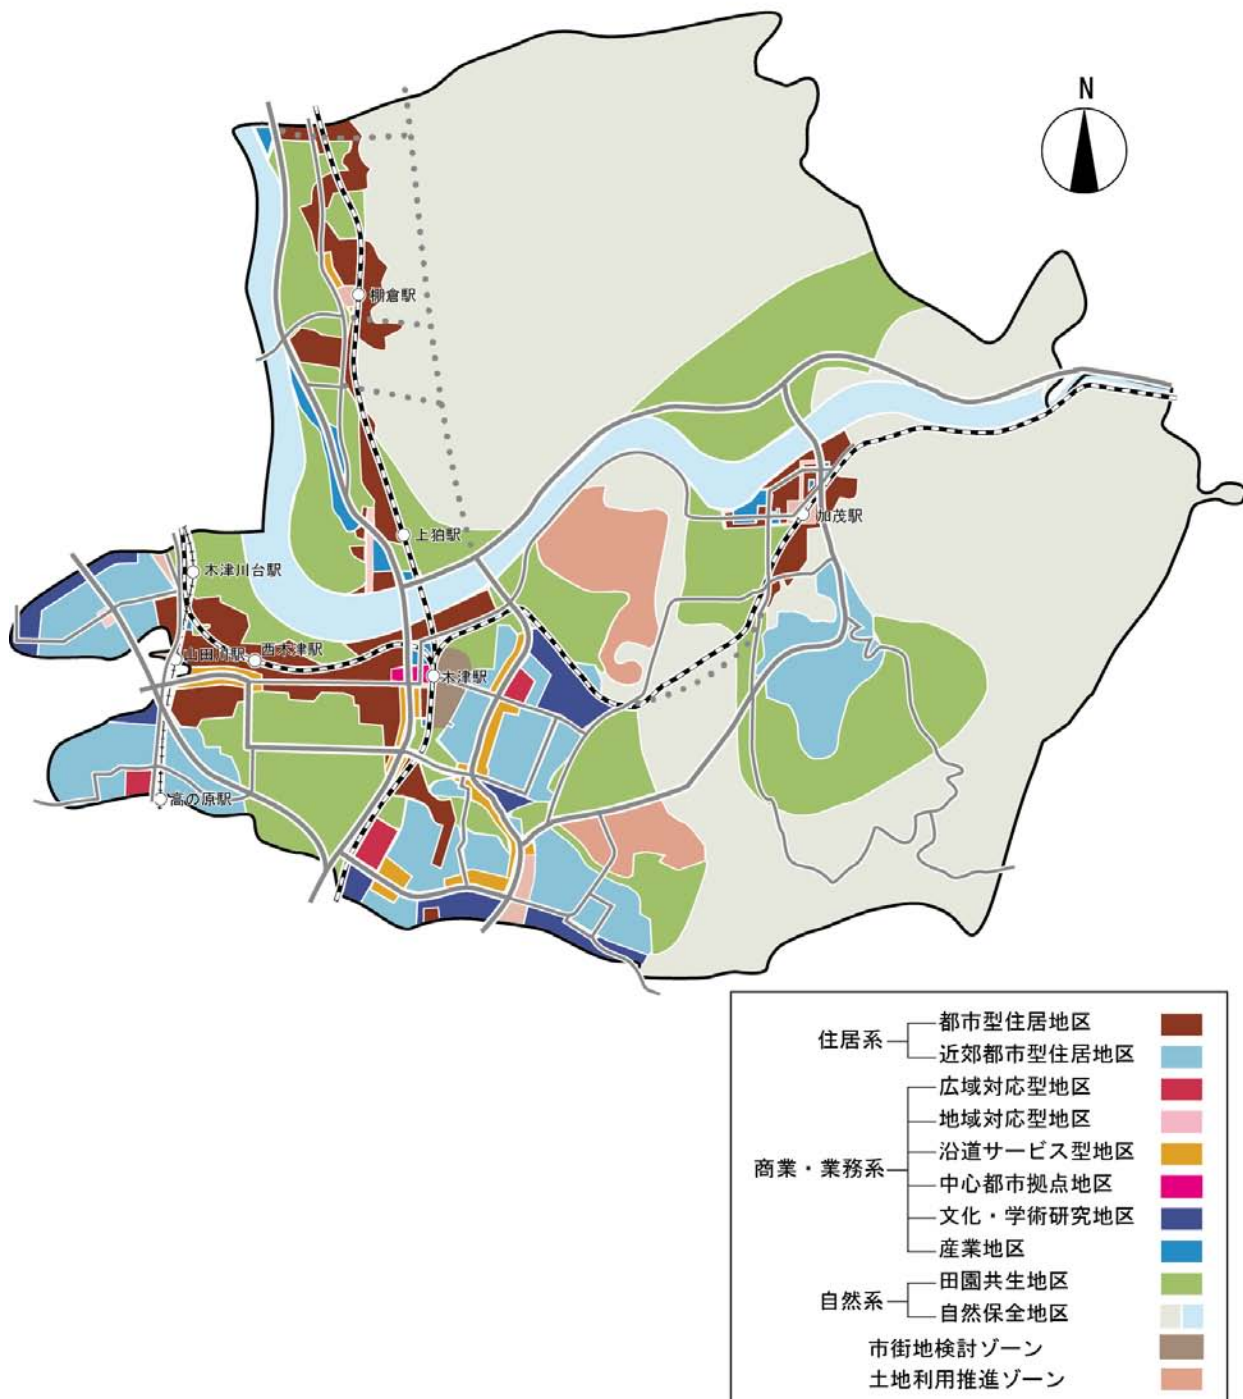 N
棚倉駅
加茂駅
上狛駅
木津川台駅
山田川駅
西木津駅
木津駅
高の原駅
住居系
都市型住居地区
近郊都市型住居地区
商業・業務系
広域対応型地区
地域対応型地区
沿道サービス型地区
中心都市拠点地区
文化・学術研究地区
産業地区
自然系
田園共生地区
自然保全地区
市街地検討ゾーン
土地利用推進ゾーン